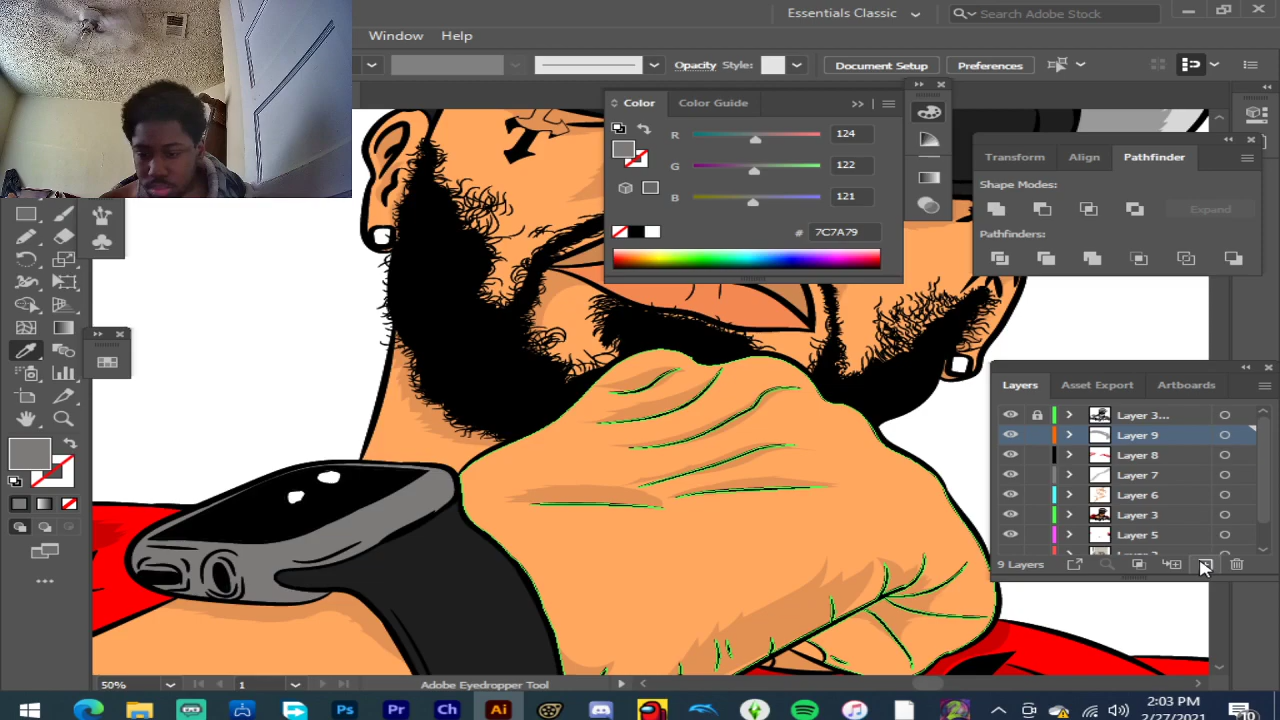 Essentials Classic
Search Adobe Stock
Window Help
Opacity Style:
Document Setup
Preferences
Color
Color Guide
R 124
G 122
B 121
# 7C7A79
Transform
Align
Pathfinder
Shape Modes:
Expand
Pathfinders:
Layers
Asset Export
Artboards
Layer 3...
Layer 9
Layer 8
Layer 7
Layer 6
Layer 3
Layer 5
9 Layers
50%
1
Adobe Eyedropper Tool
Ps
Pr
Ch
Ai
2:03 PM